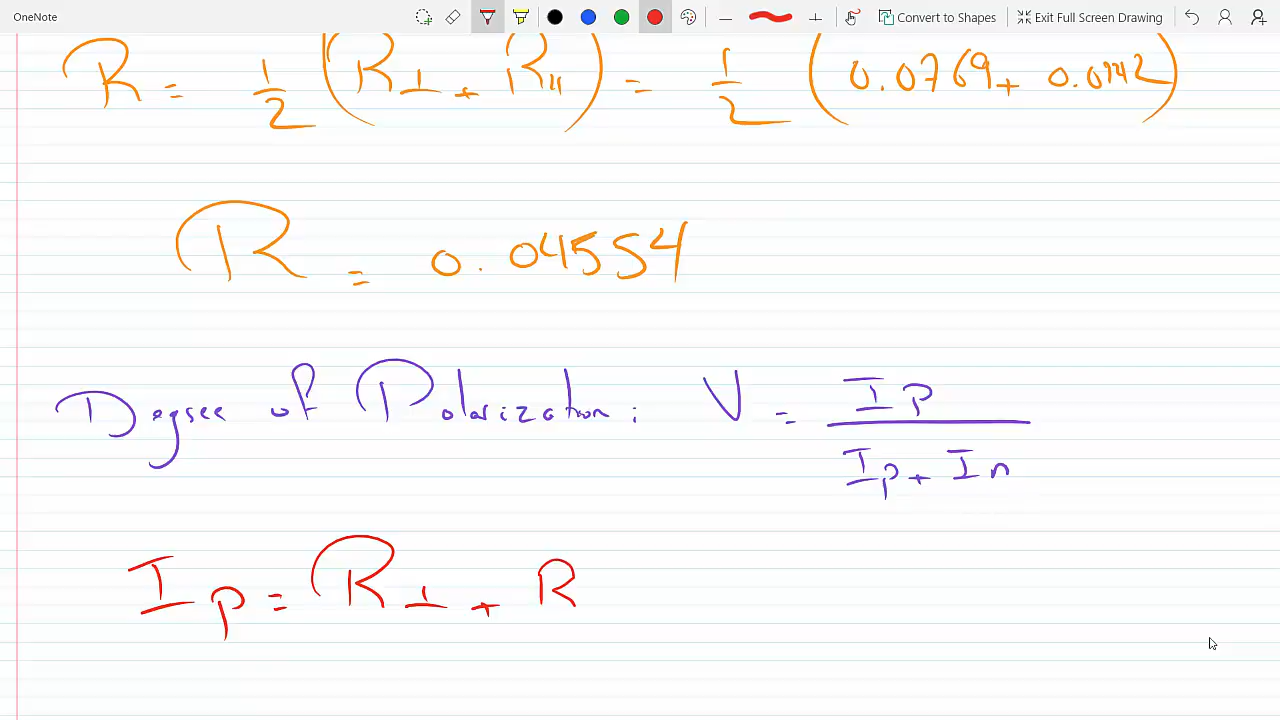 OneNote Convert to Shapes Exit Full Screen Drawing
R = 1/2 (R⊥ + R∥) = 1/2 (0.0769 + 0.0142)
R = 0.04554
Degree of Polarization: V = Ip / (Ip + In)
Ip = R⊥ + R